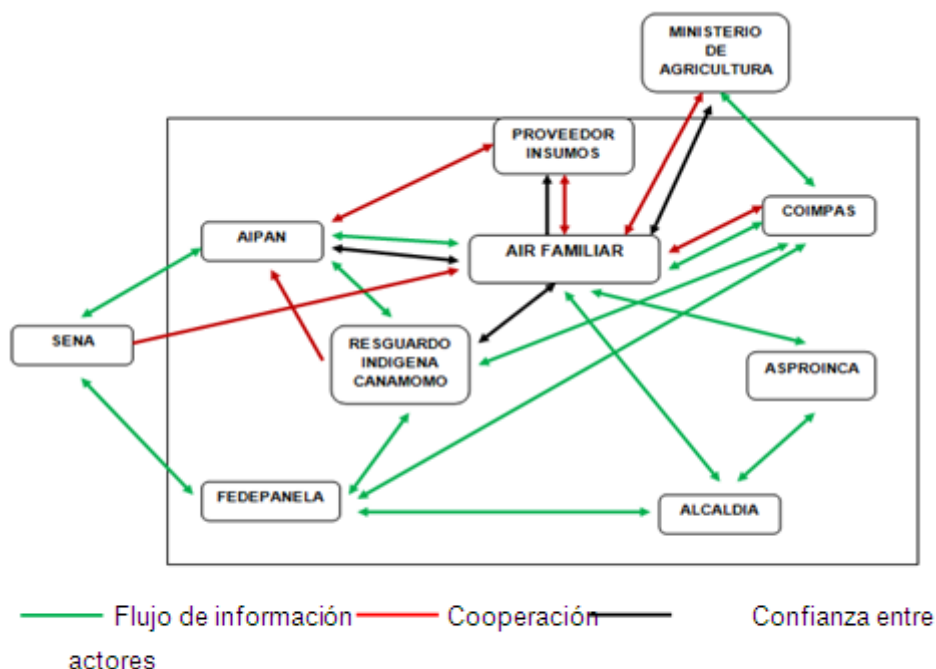 MINISTERIO
DE
AGRICULTURA
PROVEEDOR
INSUMOS
COIMPAS
AIPAN
AIR FAMILIAR
SENA
RESGUARDO
INDIGENA
CANAMOMO
ASPROINCA
FEDEPANELA
ALCALDIA
Flujo de información Cooperación Confianza entre
actores